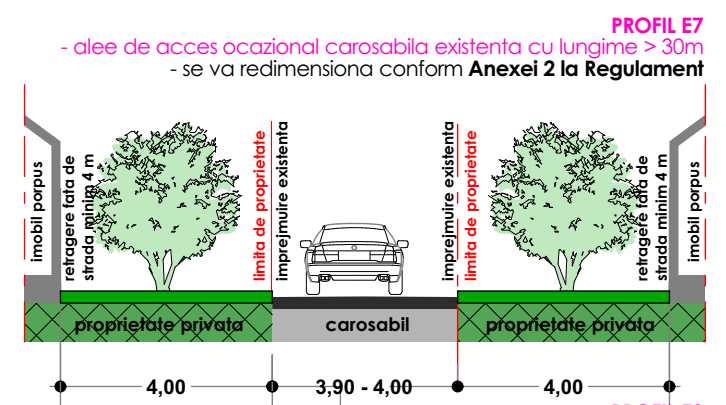 PROFIL E7
- alee de acces ocazional carosabila existenta cu lungime > 30m
- se va redimensiona conform Anexei 2 la Regulament
imobil porpus
retragere fata de
strada minim 4 m
limita de proprietate
imprejmuire existenta
imprejmuire existenta
limita de proprietate
retragere fata de
strada minim 4 m
imobil porpus
proprietate privata
carosabil
proprietate privata
4,00
3,90 - 4,00
4,00